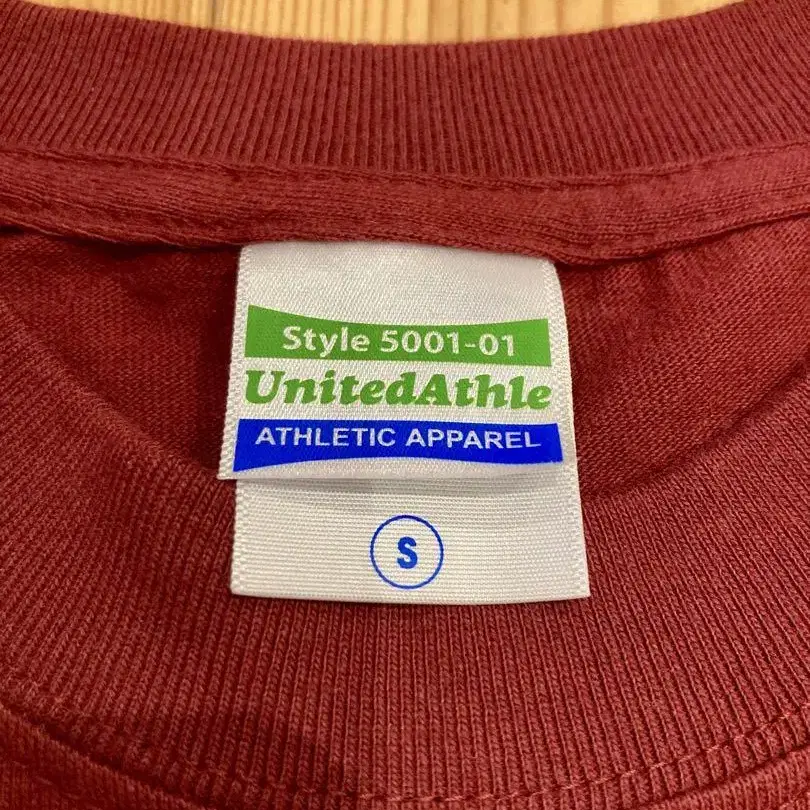 Style 5001-01
UnitedAthle
ATHLETIC APPAREL
S